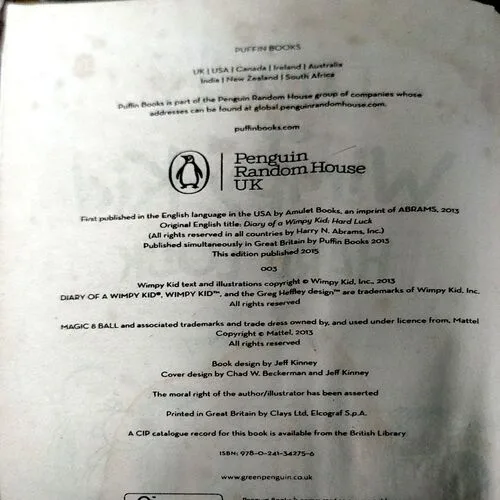 PUFFIN BOOKS
UK | USA | Canada | Ireland | Australia
India | New Zealand | South Africa
Puffin Books is part of the Penguin Random House group of companies whose
addresses can be found at global.penguinrandomhouse.com.
puffinbooks.com
Penguin
Random House
UK
First published in the English language in the USA by Amulet Books, an imprint of ABRAMS, 2013
Original English title: Diary of a Wimpy Kid: Hard Luck
(All rights reserved in all countries by Harry N. Abrams, Inc.)
Published simultaneously in Great Britain by Puffin Books 2013
This edition published 2015
003
Wimpy Kid text and illustrations copyright © Wimpy Kid, Inc., 2013
DIARY OF A WIMPY KID®, WIMPY KID™, and the Greg Heffley design™ are trademarks of Wimpy Kid, Inc.
All rights reserved
MAGIC 8 BALL and associated trademarks and trade dress owned by, and used under licence from, Mattel
Copyright © Mattel, 2013
All rights reserved
Book design by Jeff Kinney
Cover design by Chad W. Beckerman and Jeff Kinney
The moral right of the author/illustrator has been asserted
Printed in Great Britain by Clays Ltd, Elcograf S.p.A.
A CIP catalogue record for this book is available from the British Library
ISBN: 978-0-241-34275-6
www.greenpenguin.co.uk